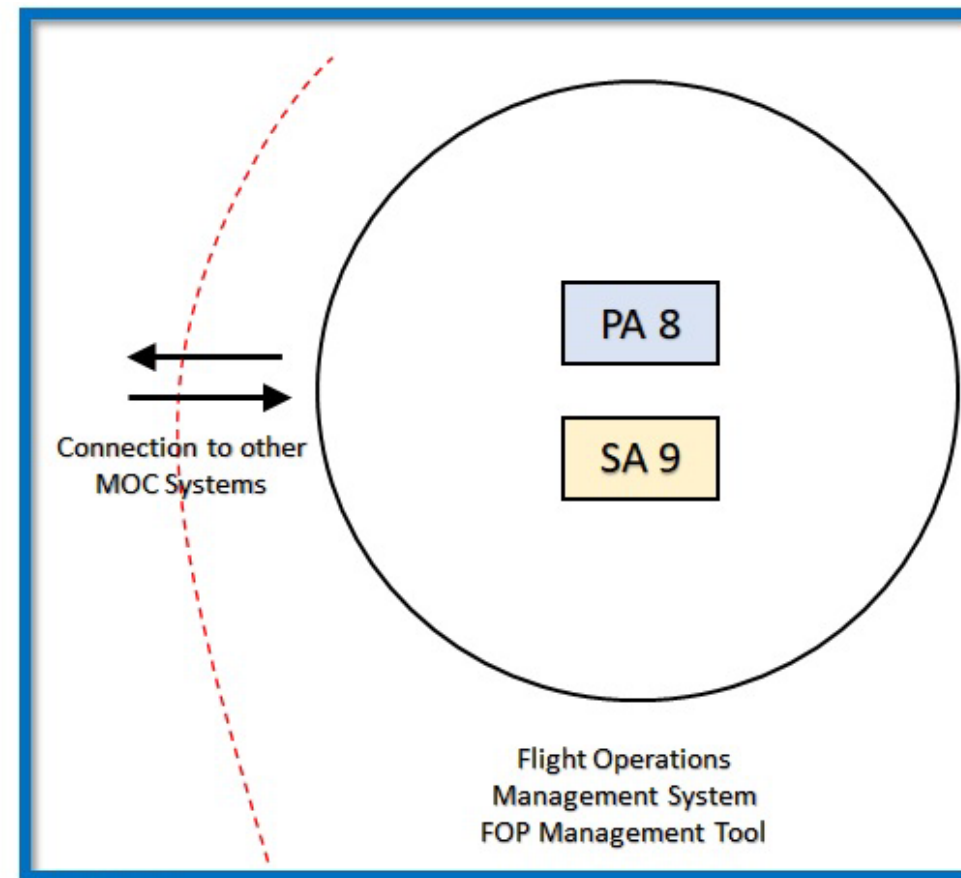 PA 8
SA 9
Connection to other
MOC Systems
Flight Operations
Management System
FOP Management Tool